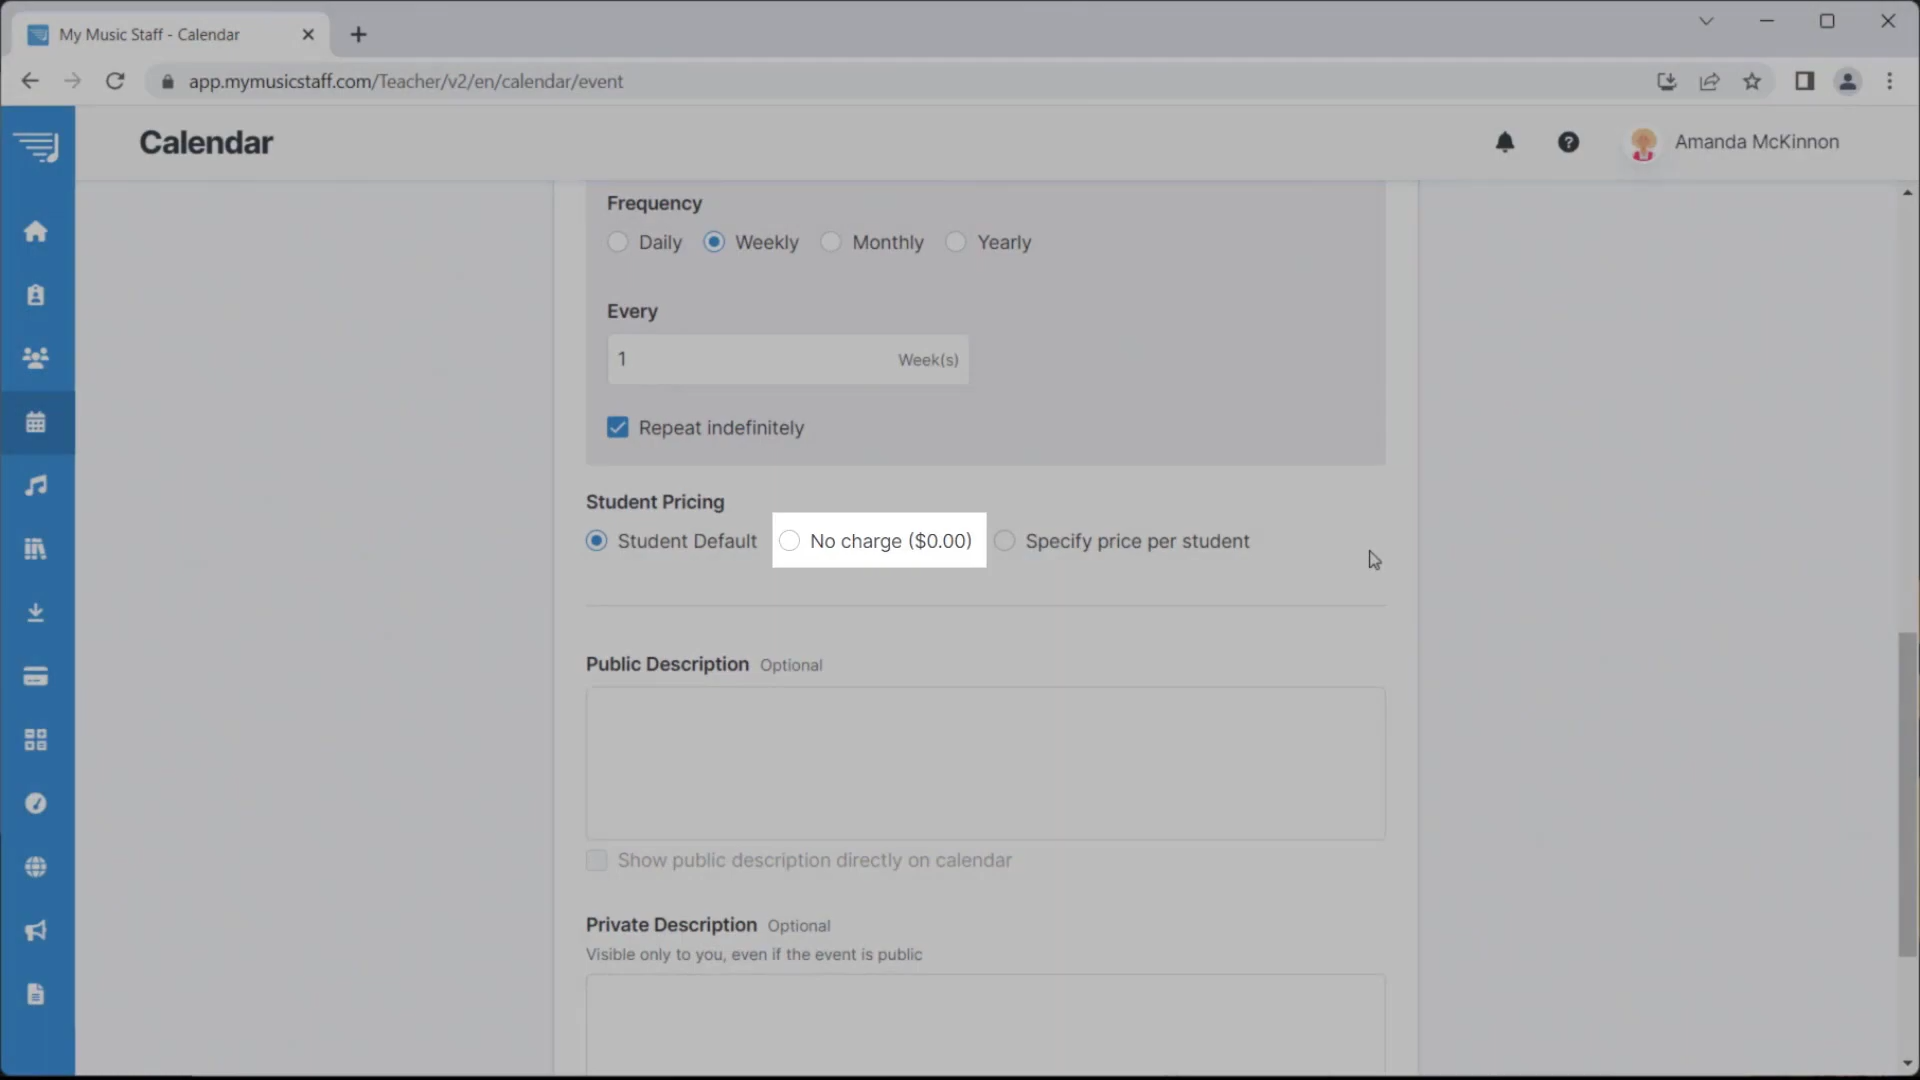 My Music Staff - Calendar
app.mymusicstaff.com/Teacher/v2/en/calendar/event
Calendar
Amanda McKinnon
Frequency
Daily Weekly Monthly Yearly
Every
1 Week(s)
Repeat indefinitely
Student Pricing
Student Default No charge ($0.00) Specify price per student
Public Description Optional
Show public description directly on calendar
Private Description Optional
Visible only to you, even if the event is public